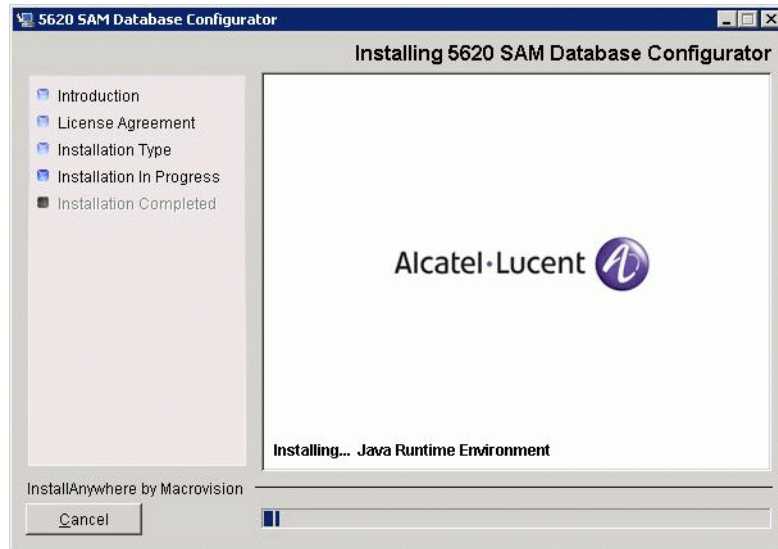 5620 SAM Database Configurator
Installing 5620 SAM Database Configurator
Introduction
License Agreement
Installation Type
Installation In Progress
Installation Completed
Alcatel·Lucent
Installing... Java Runtime Environment
InstallAnywhere by Macrovision
Cancel